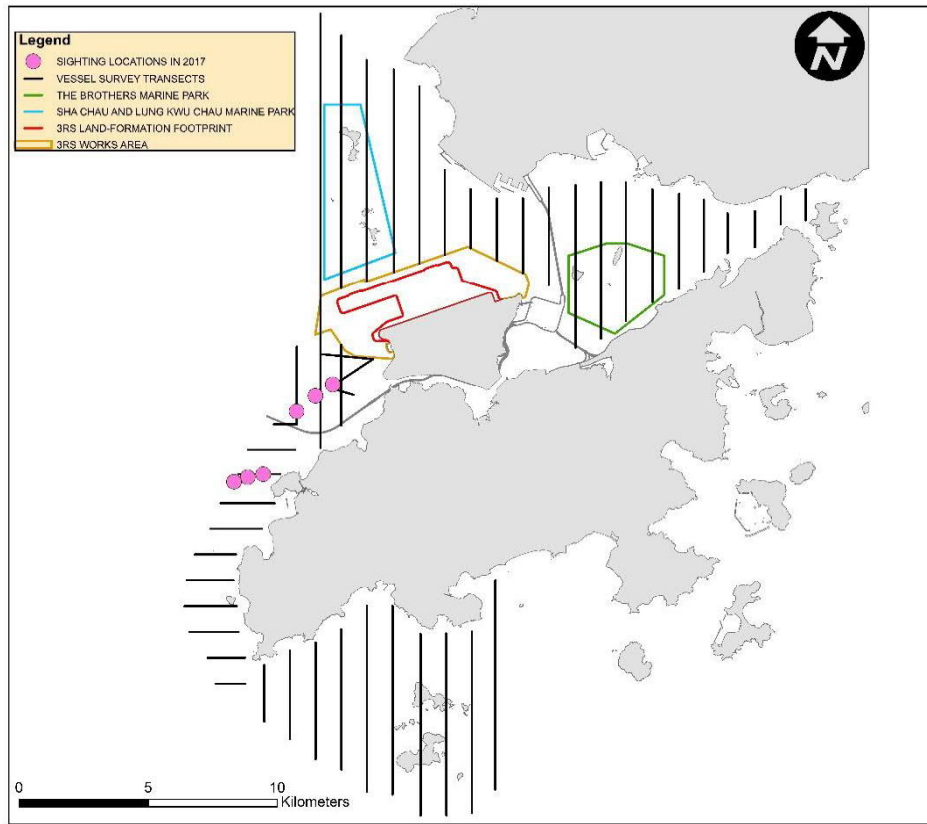 Legend
SIGHTING LOCATIONS IN 2017
VESSEL SURVEY TRANSECTS
THE BROTHERS MARINE PARK
SHA CHAU AND LUNG KWU CHAU MARINE PARK
3RS LAND-FORMATION FOOTPRINT
3RS WORKS AREA
N
0 5 10
Kilometers